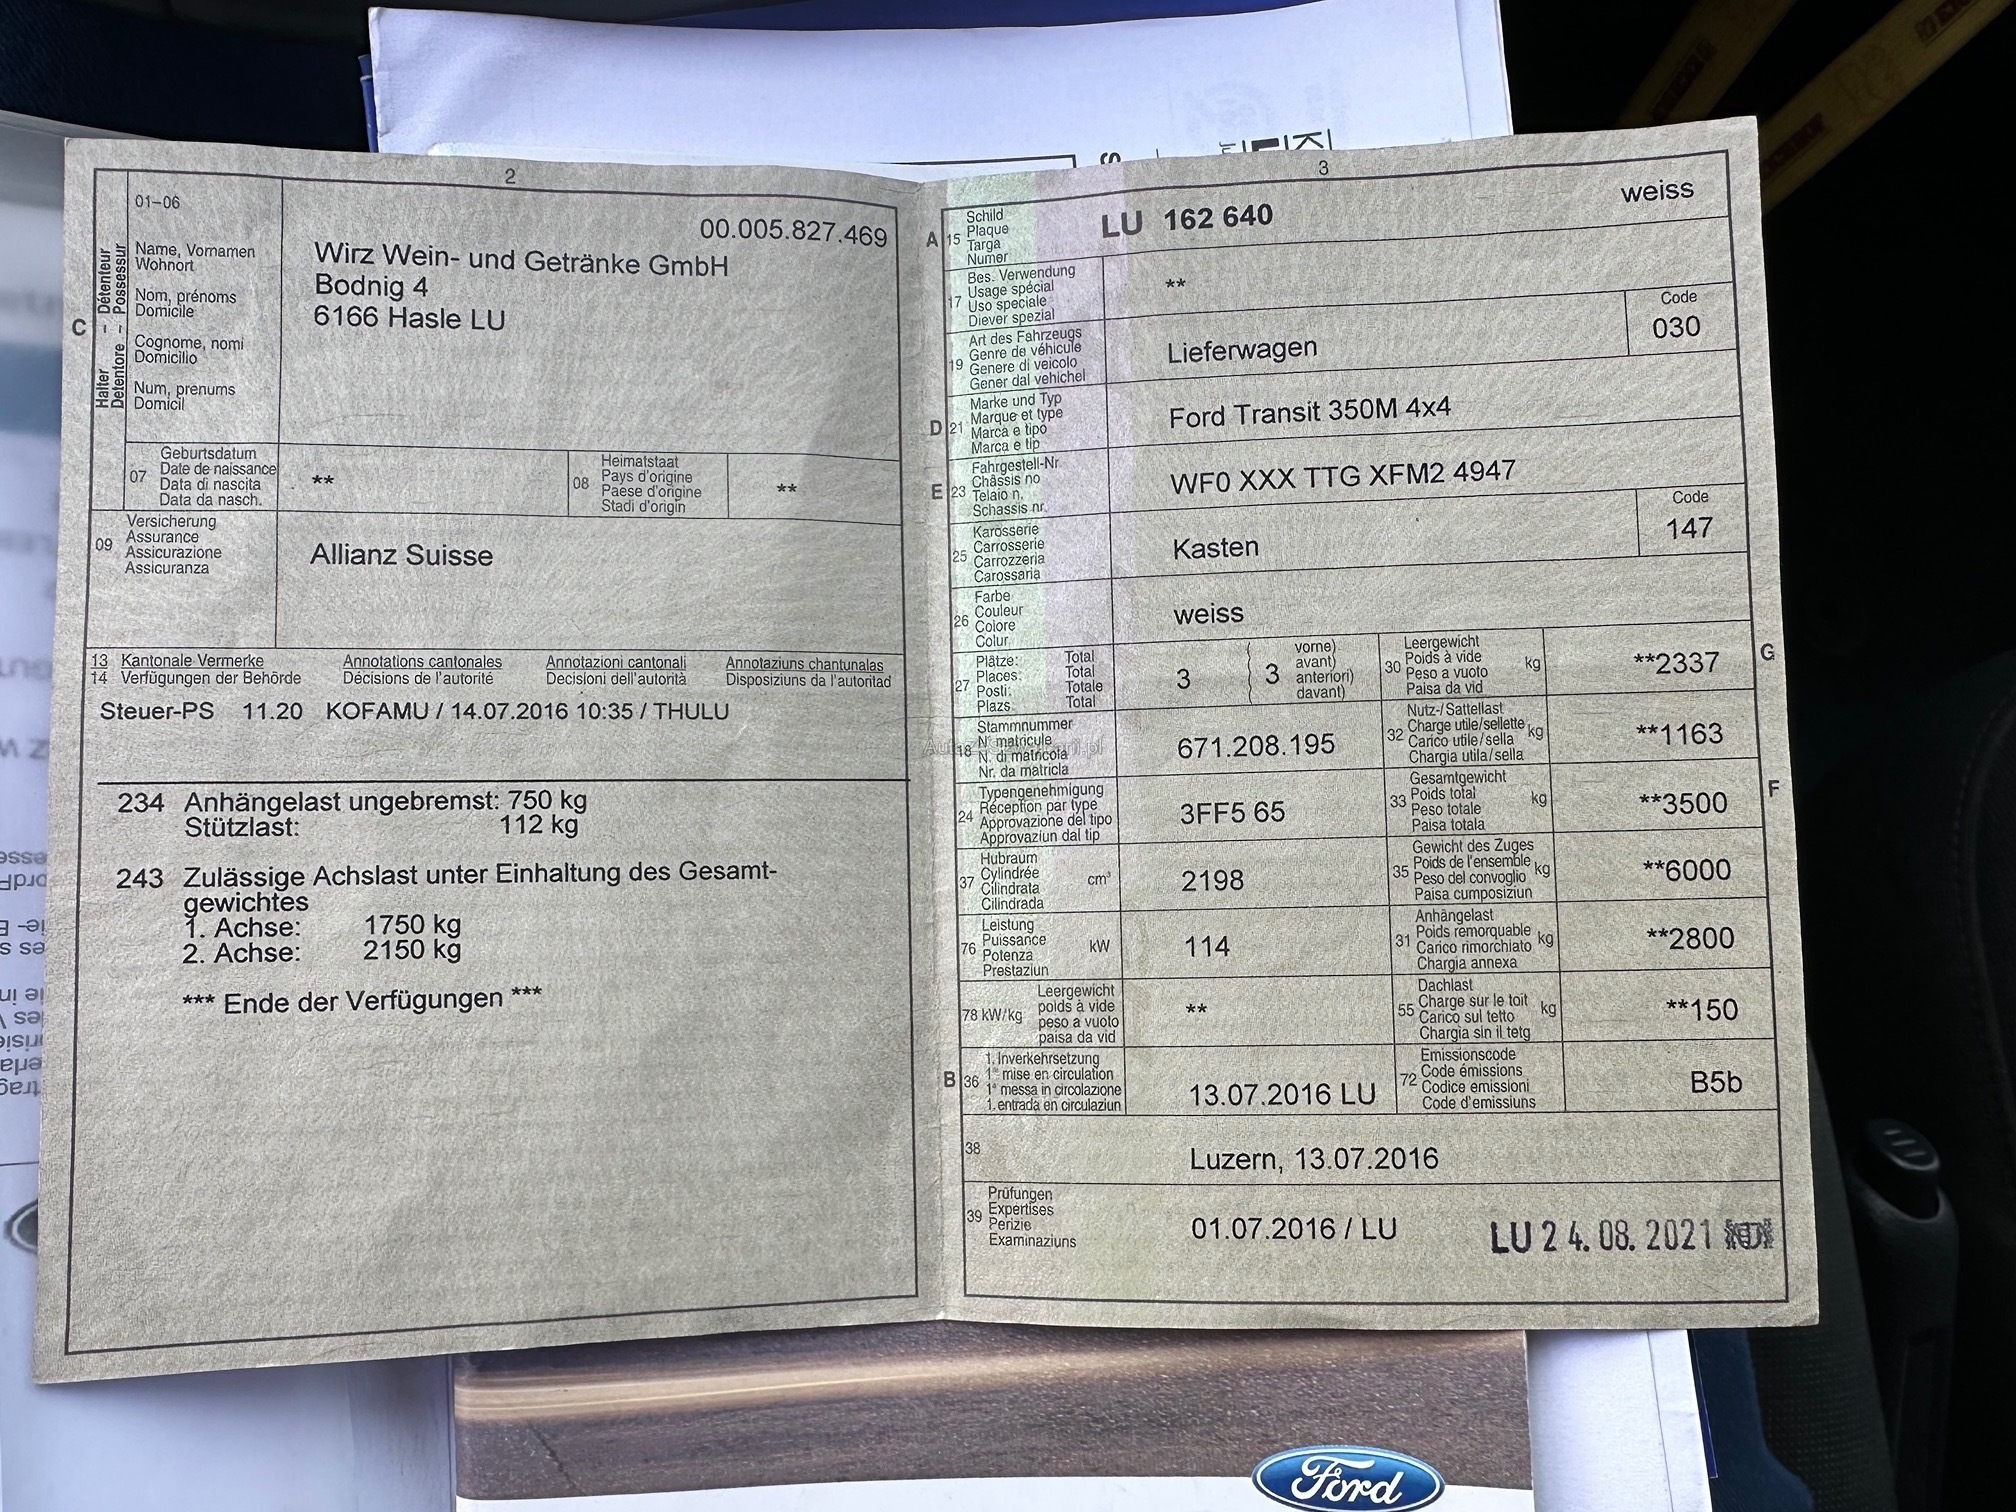 2
01-06
00.005.827.469
C
Halter – Détenteur
Detentore – Possessur
Name, Vornamen
Wohnort
Nom, prénoms
Domicile
Cognome, nomi
Domicilio
Num, prenums
Domicil
Wirz Wein- und Getränke GmbH
Bodnig 4
6166 Hasle LU
07
Geburtsdatum
Date de naissance
Data di nascita
Data da nasch.
**
08
Heimatstaat
Pays d'origine
Paese d'origine
Stadi d'origin
**
09
Versicherung
Assurance
Assicurazione
Assicuranza
Allianz Suisse
13 Kantonale Vermerke Annotations cantonales Annotazioni cantonali Annotaziuns chantunalas
14 Verfügungen der Behörde Décisions de l'autorité Decisioni dell'autorità Disposiziuns da l'autoritad
Steuer-PS 11.20 KOFAMU / 14.07.2016 10:35 / THULU
234 Anhängelast ungebremst: 750 kg
Stützlast: 112 kg
243 Zulässige Achslast unter Einhaltung des Gesamt-
gewichtes
1. Achse: 1750 kg
2. Achse: 2150 kg
*** Ende der Verfügungen ***
3
A 15
Schild
Plaque
Targa
Numer
LU 162 640
weiss
17
Bes. Verwendung
Usage spécial
Uso speciale
Diever spezial
**
19
Art des Fahrzeugs
Genre de véhicule
Genere di veicolo
Gener dal vehichel
Lieferwagen
Code
030
D 21
Marke und Typ
Marque et type
Marca e tipo
Marca e tip
Ford Transit 350M 4x4
E 23
Fahrgestell-Nr.
Châssis no
Telaio n.
Schassis nr.
WF0 XXX TTG XFM2 4947
25
Karosserie
Carrosserie
Carrozzeria
Carossaria
Kasten
Code
147
26
Farbe
Couleur
Colore
Colur
weiss
27
Plätze: Total
Places: Total
Posti: Totale
Plazs: Total
3
3
vorne)
avant)
anteriori)
davant)
30
Leergewicht
Poids à vide
Peso a vuoto
Paisa da vid
kg
**2337
G
18
Stammnummer
N° matricule
N. di matricola
Nr. da matricla
671.208.195
32
Nutz-/Sattellast
Charge utile/sellette
Carico utile/sella
Chargia utila/sella
kg
**1163
24
Typengenehmigung
Réception par type
Approvazione del tipo
Approvaziun dal tip
3FF5 65
33
Gesamtgewicht
Poids total
Peso totale
Paisa totala
kg
**3500
F
37
Hubraum
Cylindrée
Cilindrata
Cilindrada
cm³
2198
35
Gewicht des Zuges
Poids de l'ensemble
Peso del convoglio
Paisa cumposiziun
kg
**6000
76
Leistung
Puissance
Potenza
Prestaziun
kW
114
31
Anhängelast
Poids remorquable
Carico rimorchiato
Chargia annexa
kg
**2800
78 kW/kg
Leergewicht
poids à vide
peso a vuoto
paisa da vid
**
55
Dachlast
Charge sur le toit
Carico sul tetto
Chargia sin il tetg
kg
**150
B 36
1. Inverkehrsetzung
1re mise en circulation
1a messa in circolazione
1. entrada en circulaziun
13.07.2016 LU
72
Emissionscode
Code émissions
Codice emissioni
Code d'emissiuns
B5b
38
Luzern, 13.07.2016
39
Prüfungen
Expertises
Perizie
Examinaziuns
01.07.2016 / LU
LU 24.08.2021
Ford